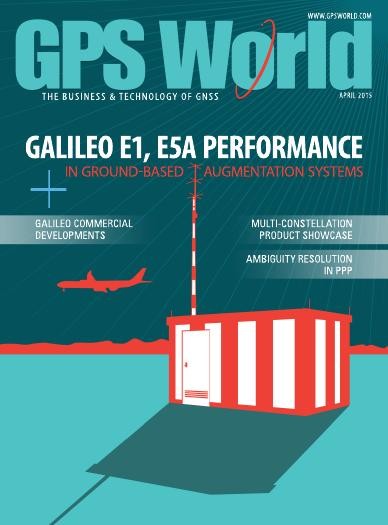 WWW.GPSWORLD.COM
GPS World
THE BUSINESS & TECHNOLOGY OF GNSS
APRIL 2015
GALILEO E1, E5A PERFORMANCE
IN GROUND-BASED AUGMENTATION SYSTEMS
GALILEO COMMERCIAL
DEVELOPMENTS
MULTI-CONSTELLATION
PRODUCT SHOWCASE
AMBIGUITY RESOLUTION
IN PPP